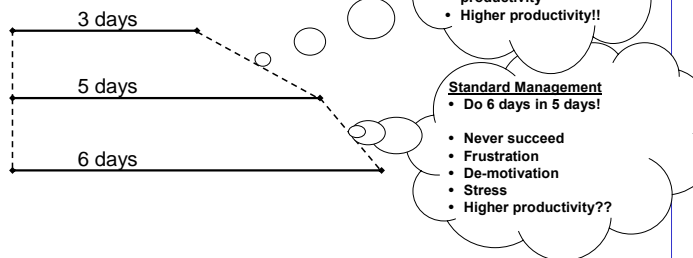 productivity
• Higher productivity!!
3 days
5 days
6 days
Standard Management
• Do 6 days in 5 days!
• Never succeed
• Frustration
• De-motivation
• Stress
• Higher productivity??